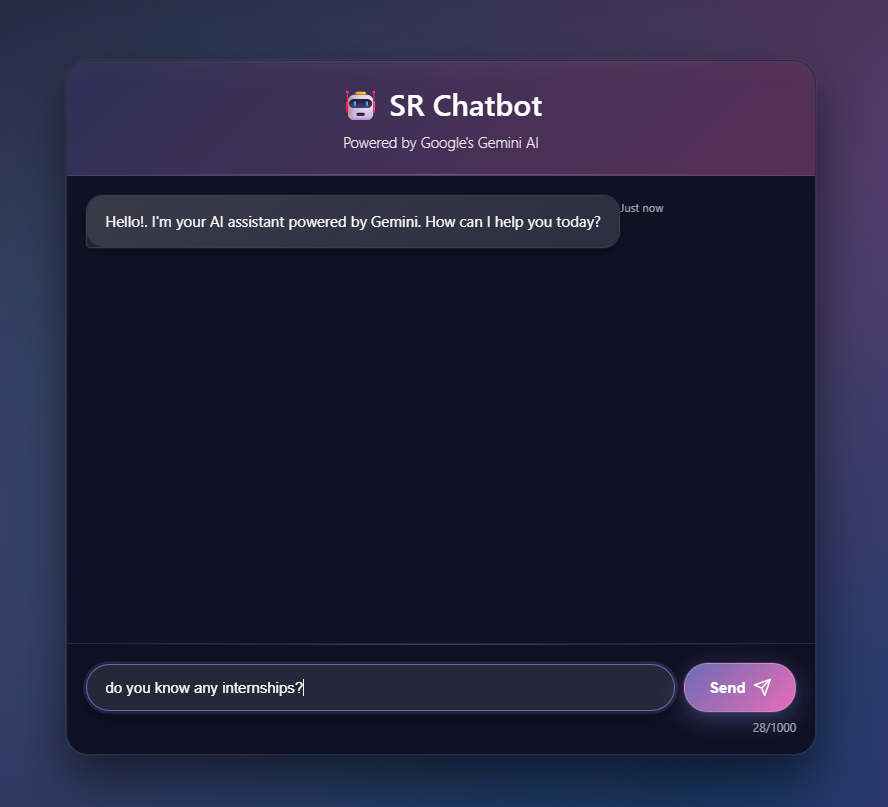 SR Chatbot
Powered by Google's Gemini AI
Hello!. I'm your AI assistant powered by Gemini. How can I help you today?
Just now
do you know any internships?
Send
28/1000